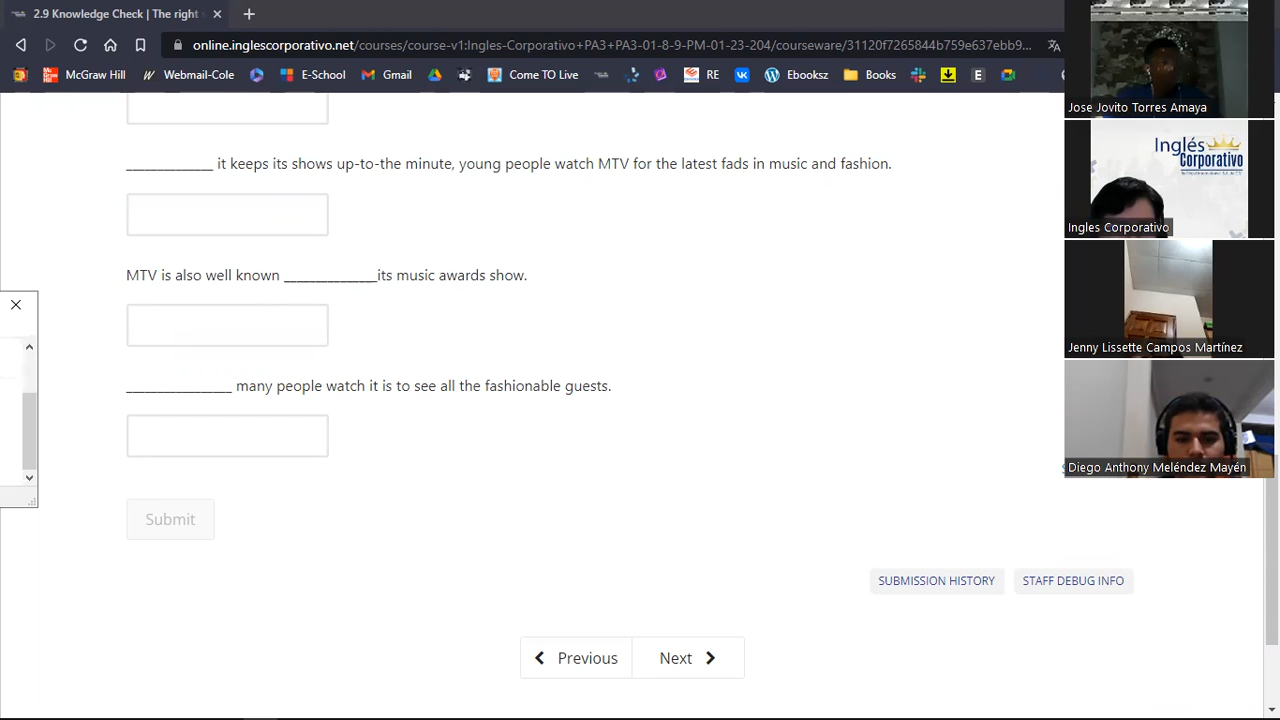 2.9 Knowledge Check | The right
online.inglescorporativo.net/courses/course-v1:Ingles-Corporativo+PA3+PA3-01-8-9-PM-01-23-204/courseware/31120f7265844b759e637ebb9...
McGraw Hill
Webmail-Cole
E-School
Gmail
Come TO Live
RE
Ebooksz
Books
Jose Jovito Torres Amaya
_____________ it keeps its shows up-to-the minute, young people watch MTV for the latest fads in music and fashion.
Inglés
Corporativo
Ingles Corporativo
MTV is also well known ______________its music awards show.
Jenny Lissette Campos Martínez
________________ many people watch it is to see all the fashionable guests.
Diego Anthony Meléndez Mayén
Submit
SUBMISSION HISTORY
STAFF DEBUG INFO
Previous
Next